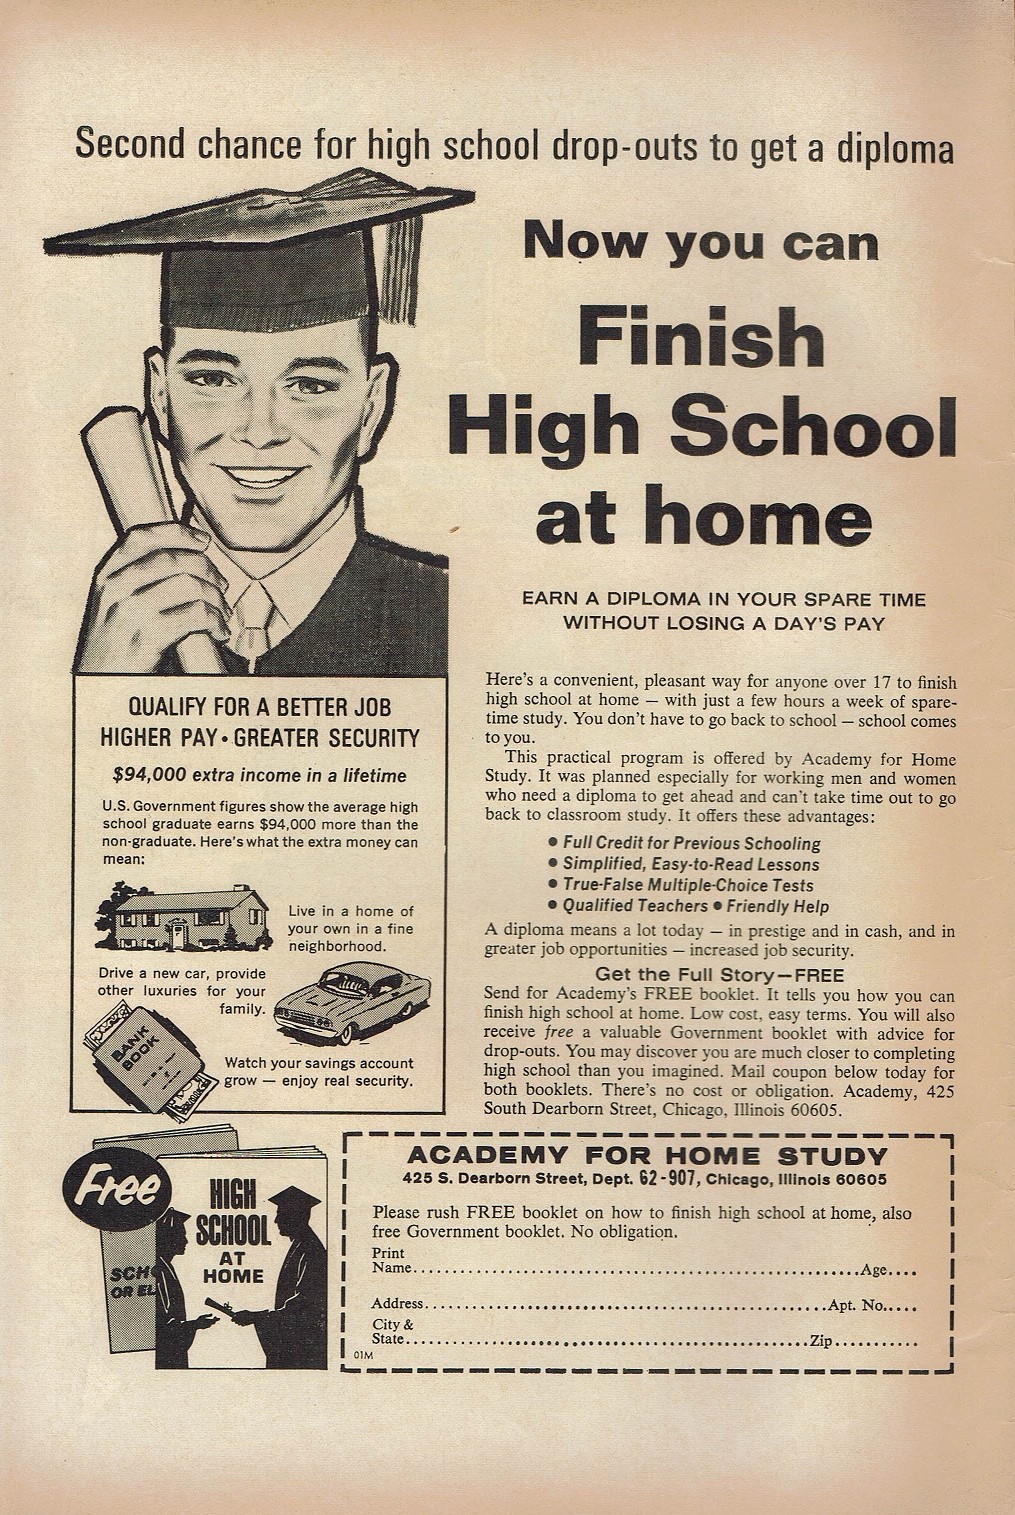 Second chance for high school drop-outs to get a diploma
Now you can
Finish
High School
at home
EARN A DIPLOMA IN YOUR SPARE TIME
WITHOUT LOSING A DAY'S PAY
QUALIFY FOR A BETTER JOB
HIGHER PAY • GREATER SECURITY
$94,000 extra income in a lifetime
U.S. Government figures show the average high
school graduate earns $94,000 more than the
non-graduate. Here's what the extra money can
mean:
Live in a home of
your own in a fine
neighborhood.
Drive a new car, provide
other luxuries for your
family.
BANK
BOOK
Watch your savings account
grow — enjoy real security.
Here's a convenient, pleasant way for anyone over 17 to finish
high school at home — with just a few hours a week of spare-
time study. You don't have to go back to school — school comes
to you.
This practical program is offered by Academy for Home
Study. It was planned especially for working men and women
who need a diploma to get ahead and can't take time out to go
back to classroom study. It offers these advantages:
• Full Credit for Previous Schooling
• Simplified, Easy-to-Read Lessons
• True-False Multiple-Choice Tests
• Qualified Teachers • Friendly Help
A diploma means a lot today — in prestige and in cash, and in
greater job opportunities — increased job security.
Get the Full Story—FREE
Send for Academy's FREE booklet. It tells you how you can
finish high school at home. Low cost, easy terms. You will also
receive free a valuable Government booklet with advice for
drop-outs. You may discover you are much closer to completing
high school than you imagined. Mail coupon below today for
both booklets. There's no cost or obligation. Academy, 425
South Dearborn Street, Chicago, Illinois 60605.
Free
HIGH
SCHOOL
AT
HOME
SCHO
OR EL
ACADEMY FOR HOME STUDY
425 S. Dearborn Street, Dept. 62-907, Chicago, Illinois 60605
Please rush FREE booklet on how to finish high school at home, also
free Government booklet. No obligation.
Print
Name..........................................................Age....
Address.....................................................Apt. No.....
City &
State.....................................................Zip...........
01M